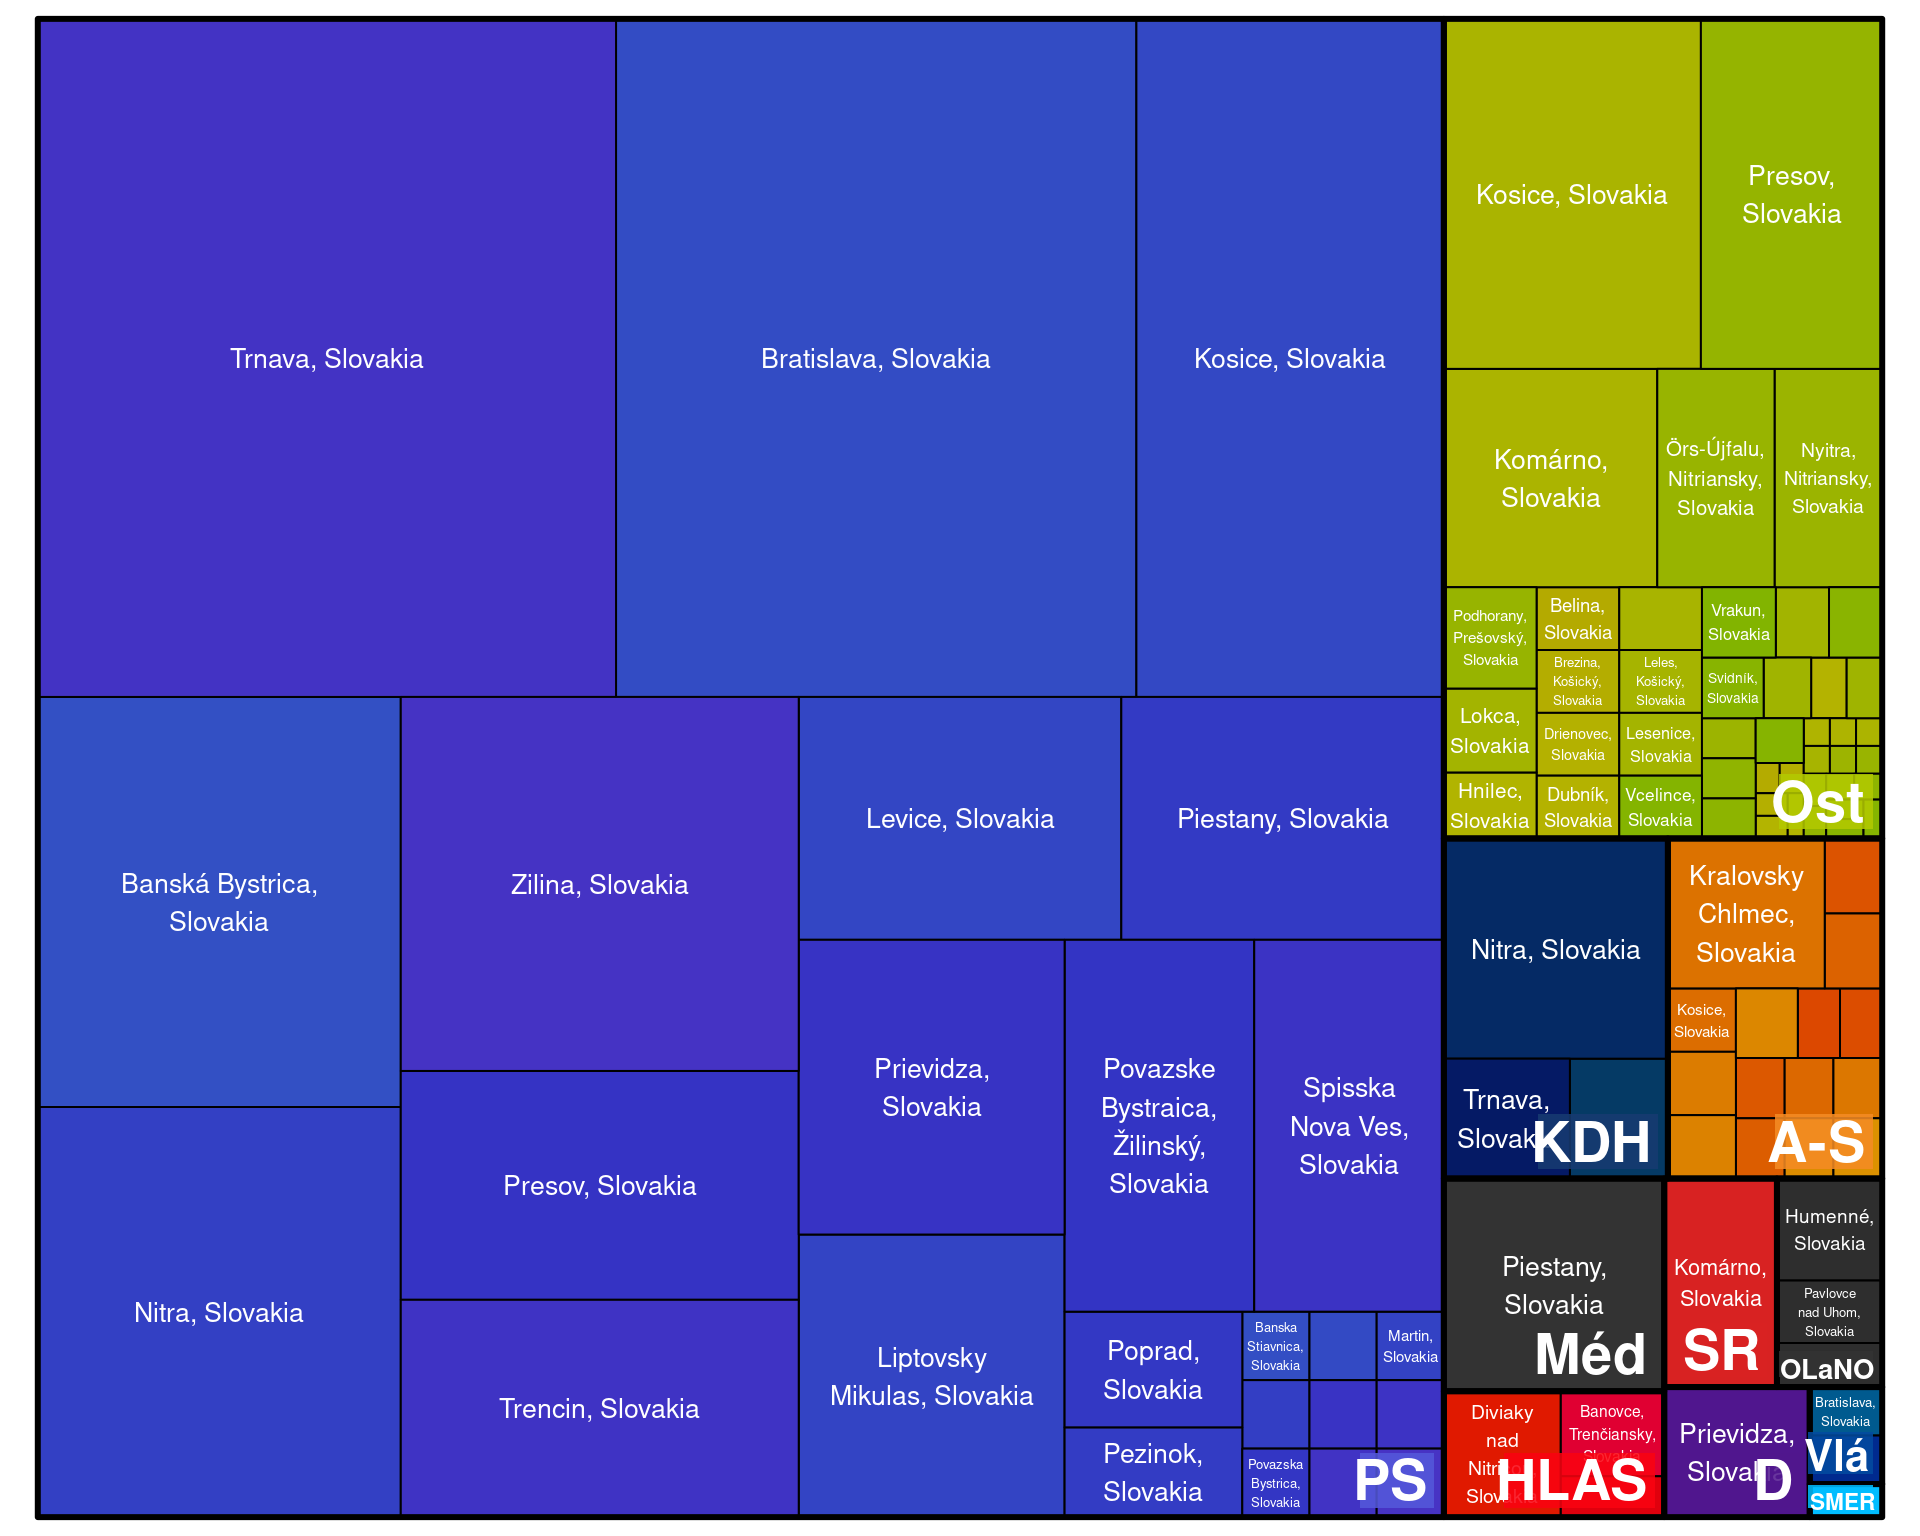 Trnava, Slovakia
Bratislava, Slovakia
Kosice, Slovakia
Banská Bystrica,
Slovakia
Nitra, Slovakia
Zilina, Slovakia
Presov, Slovakia
Trencin, Slovakia
Levice, Slovakia
Piestany, Slovakia
Prievidza,
Slovakia
Liptovsky
Mikulas, Slovakia
Povazske
Bystraica,
Žilinský,
Slovakia
Spisska
Nova Ves,
Slovakia
Poprad,
Slovakia
Pezinok,
Slovakia
Banska
Stiavnica,
Slovakia
Martin,
Slovakia
Povazska
Bystrica,
Slovakia
PS
Kosice, Slovakia
Presov,
Slovakia
Komárno,
Slovakia
Örs-Újfalu,
Nitriansky,
Slovakia
Nyitra,
Nitriansky,
Slovakia
Podhorany,
Prešovský,
Slovakia
Lokca,
Slovakia
Hnilec,
Slovakia
Belina,
Slovakia
Brezina,
Košický,
Slovakia
Drienovec,
Slovakia
Dubník,
Slovakia
Leles,
Košický,
Slovakia
Lesenice,
Slovakia
Vcelince,
Slovakia
Vrakun,
Slovakia
Svidník,
Slovakia
Ost
Nitra, Slovakia
Trnava,
Slovakia
KDH
Kralovsky
Chlmec,
Slovakia
Kosice,
Slovakia
A-S
Piestany,
Slovakia
Méd
Komárno,
Slovakia
SR
Humenné,
Slovakia
Pavlovce
nad Uhom,
Slovakia
OLaNO
Diviaky
nad
Slovakia
Banovce,
Trenčiansky,
Slovakia
HLAS
Prievidza,
Slovakia
D
Bratislava,
Slovakia
Vlá
SMER